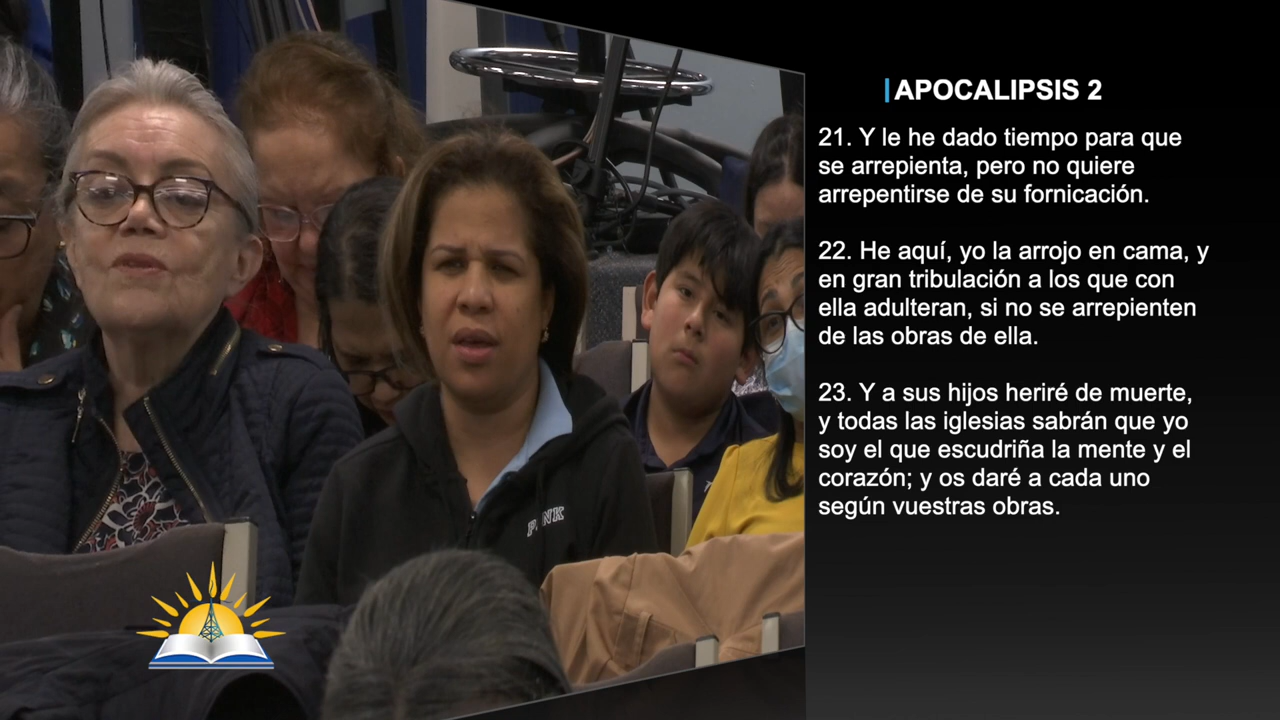 APOCALIPSIS 2
21. Y le he dado tiempo para que
se arrepienta, pero no quiere
arrepentirse de su fornicación.
22. He aquí, yo la arrojo en cama, y
en gran tribulación a los que con
ella adulteran, si no se arrepienten
de las obras de ella.
23. Y a sus hijos heriré de muerte,
y todas las iglesias sabrán que yo
soy el que escudriña la mente y el
corazón; y os daré a cada uno
según vuestras obras.
PINK